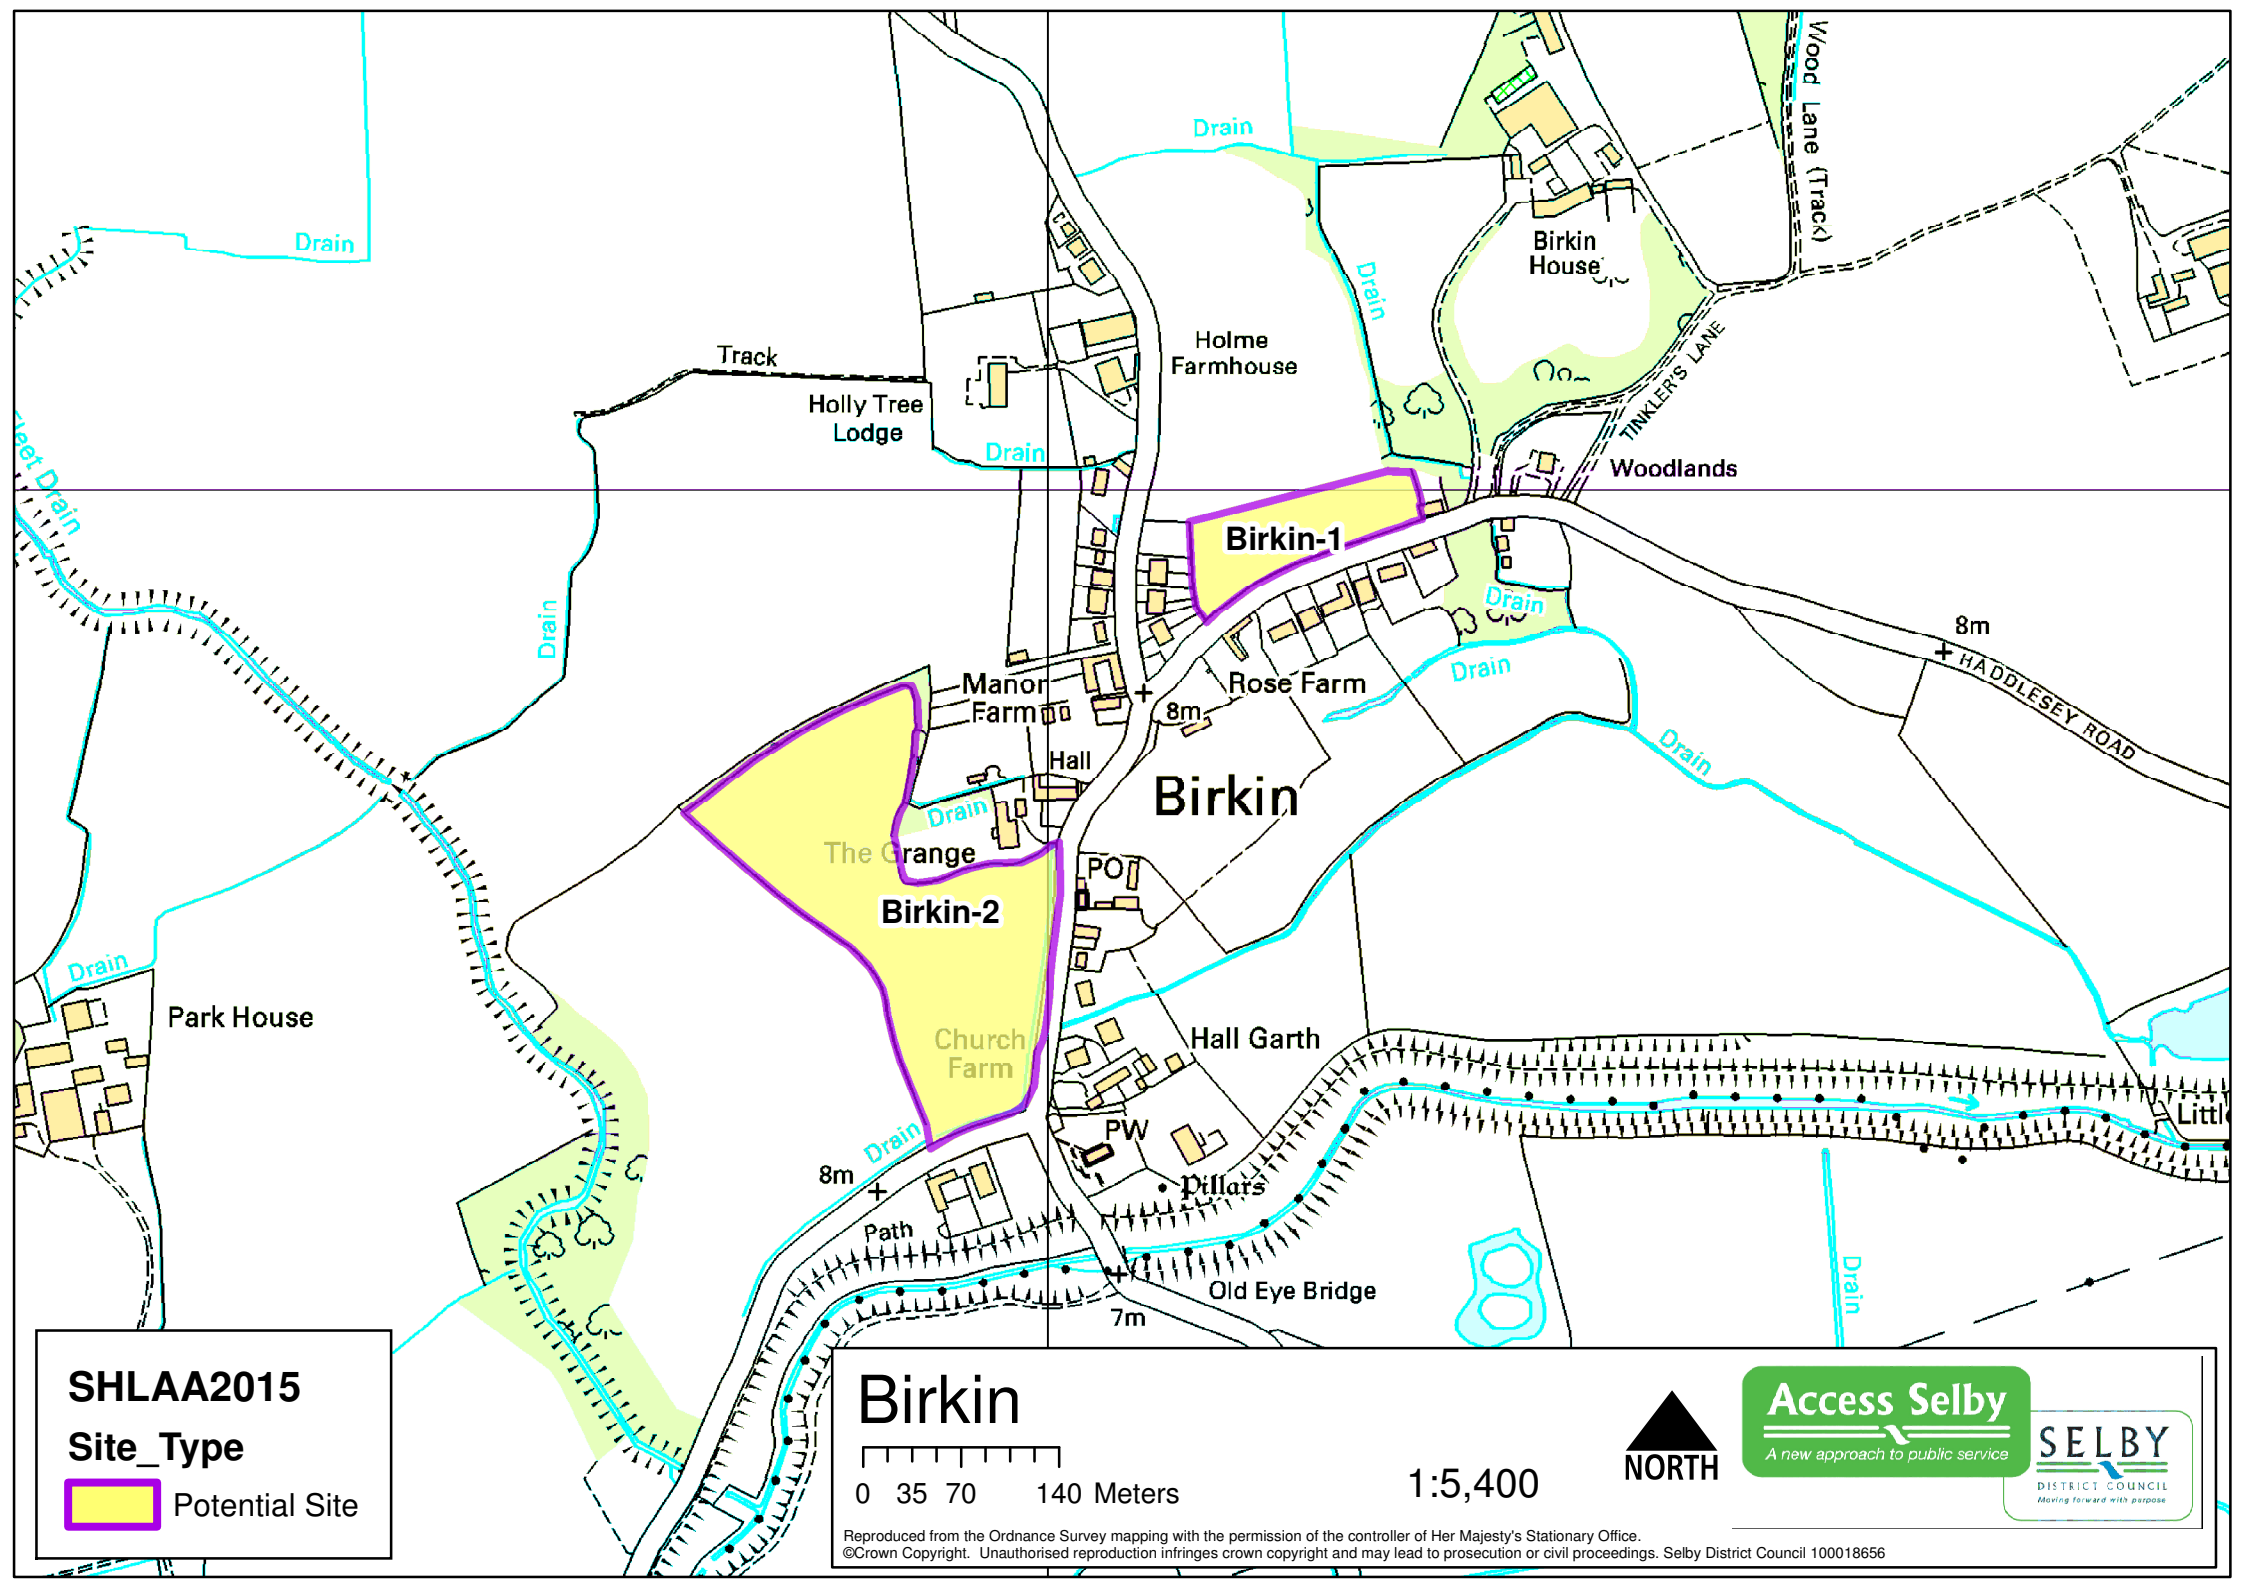 Wood Lane (Track)
Drain
Drain
Birkin
House
Drain
Holme
Farmhouse
TINKLER'S LANE
Track
Holly Tree
Lodge
Drain
Fleet Drain
Woodlands
Birkin-1
Drain
Drain
8m
HADDLESEY ROAD
Drain
Manor
Farm
Rose Farm
8m
Drain
Hall
Birkin
Drain
The Grange
PO
Birkin-2
Drain
Park House
Church
Farm
Hall Garth
Littl
PW
Drain
8m
Pillars
Path
Old Eye Bridge
7m
Drain
SHLAA2015
Site_Type
Potential Site
Birkin
0 35 70 140 Meters
1:5,400
NORTH
Access Selby
A new approach to public service
SELBY
DISTRICT COUNCIL
Moving forward with purpose
Reproduced from the Ordnance Survey mapping with the permission of the controller of Her Majesty's Stationary Office.
©Crown Copyright. Unauthorised reproduction infringes crown copyright and may lead to prosecution or civil proceedings. Selby District Council 100018656